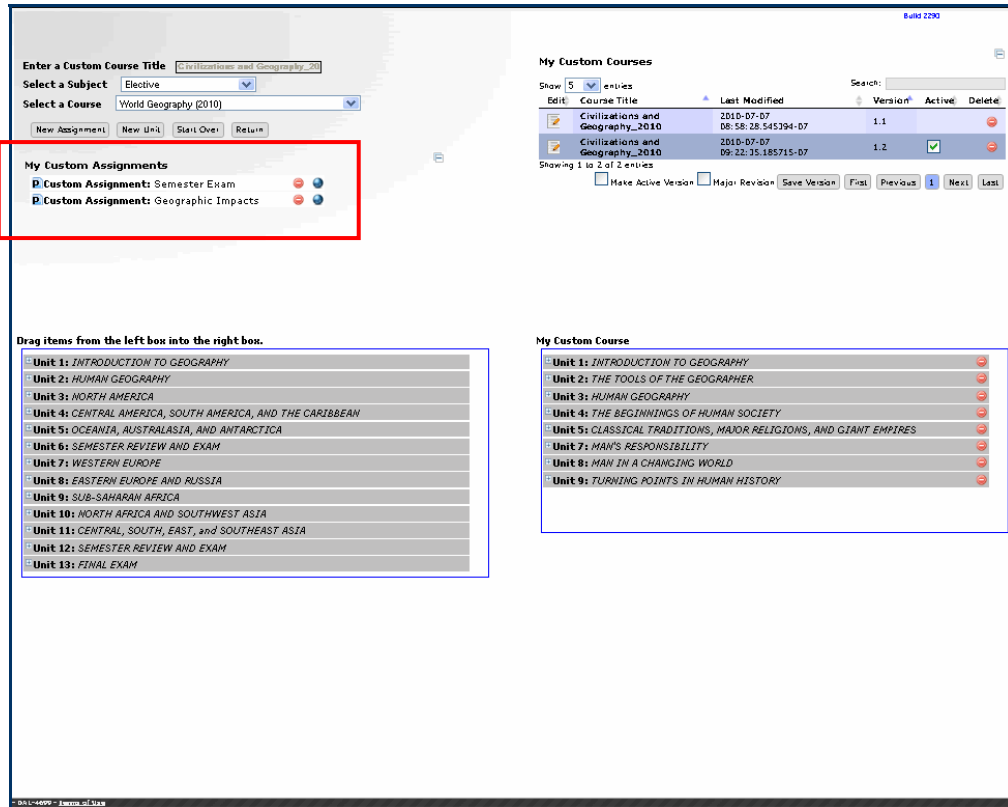 Build 2290
Enter a Custom Course Title Civilizations and Geography_20
Select a Subject Elective
Select a Course World Geography (2010)
New Assignment New Unit Start Over Return
My Custom Assignments
Custom Assignment: Semester Exam
Custom Assignment: Geographic Impacts
My Custom Courses
Show 5 entries Search:
Edit Course Title Last Modified Version Active Delete
Civilizations and Geography_2010 2010-07-07 08:58:28.545394-07 1.1
Civilizations and Geography_2010 2010-07-07 09:22:35.185715-07 1.2
Showing 1 to 2 of 2 entries
Make Active Version Major Revision Save Version First Previous 1 Next Last
Drag items from the left box into the right box.
Unit 1: INTRODUCTION TO GEOGRAPHY
Unit 2: HUMAN GEOGRAPHY
Unit 3: NORTH AMERICA
Unit 4: CENTRAL AMERICA, SOUTH AMERICA, AND THE CARIBBEAN
Unit 5: OCEANIA, AUSTRALASIA, AND ANTARCTICA
Unit 6: SEMESTER REVIEW AND EXAM
Unit 7: WESTERN EUROPE
Unit 8: EASTERN EUROPE AND RUSSIA
Unit 9: SUB-SAHARAN AFRICA
Unit 10: NORTH AFRICA AND SOUTHWEST ASIA
Unit 11: CENTRAL, SOUTH, EAST, and SOUTHEAST ASIA
Unit 12: SEMESTER REVIEW AND EXAM
Unit 13: FINAL EXAM
My Custom Course
Unit 1: INTRODUCTION TO GEOGRAPHY
Unit 2: THE TOOLS OF THE GEOGRAPHER
Unit 3: HUMAN GEOGRAPHY
Unit 4: THE BEGINNINGS OF HUMAN SOCIETY
Unit 5: CLASSICAL TRADITIONS, MAJOR RELIGIONS, AND GIANT EMPIRES
Unit 7: MAN'S RESPONSIBILITY
Unit 8: MAN IN A CHANGING WORLD
Unit 9: TURNING POINTS IN HUMAN HISTORY
Terms of Use